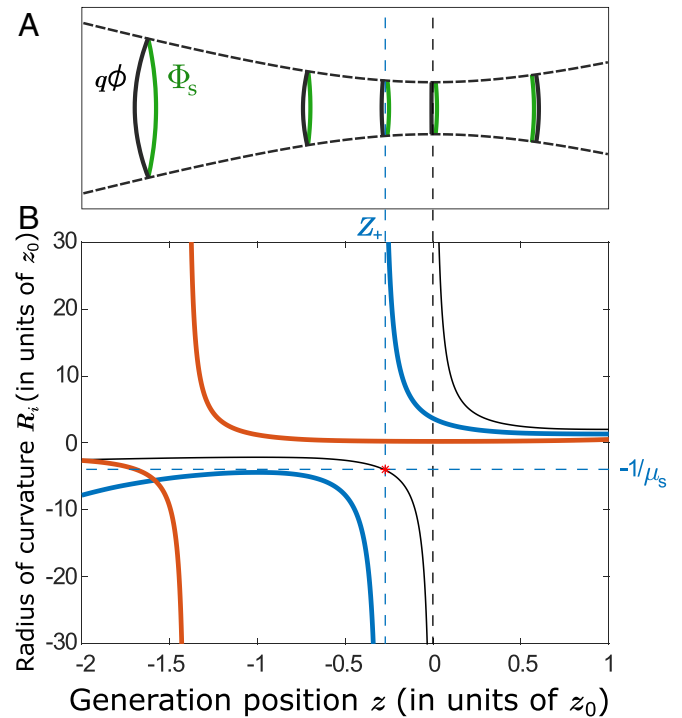 A
qϕ
Φs
B
Z+
Radius of curvature Ri (in units of z0)
30
20
10
0
-10
-20
-30
-1/μs
-2
-1.5
-1
-0.5
0
0.5
1
Generation position z (in units of z0)